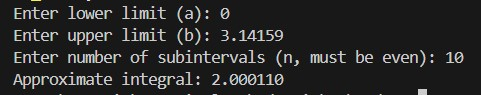 Enter lower limit (a): 0
Enter upper limit (b): 3.14159
Enter number of subintervals (n, must be even): 10
Approximate integral: 2.000110